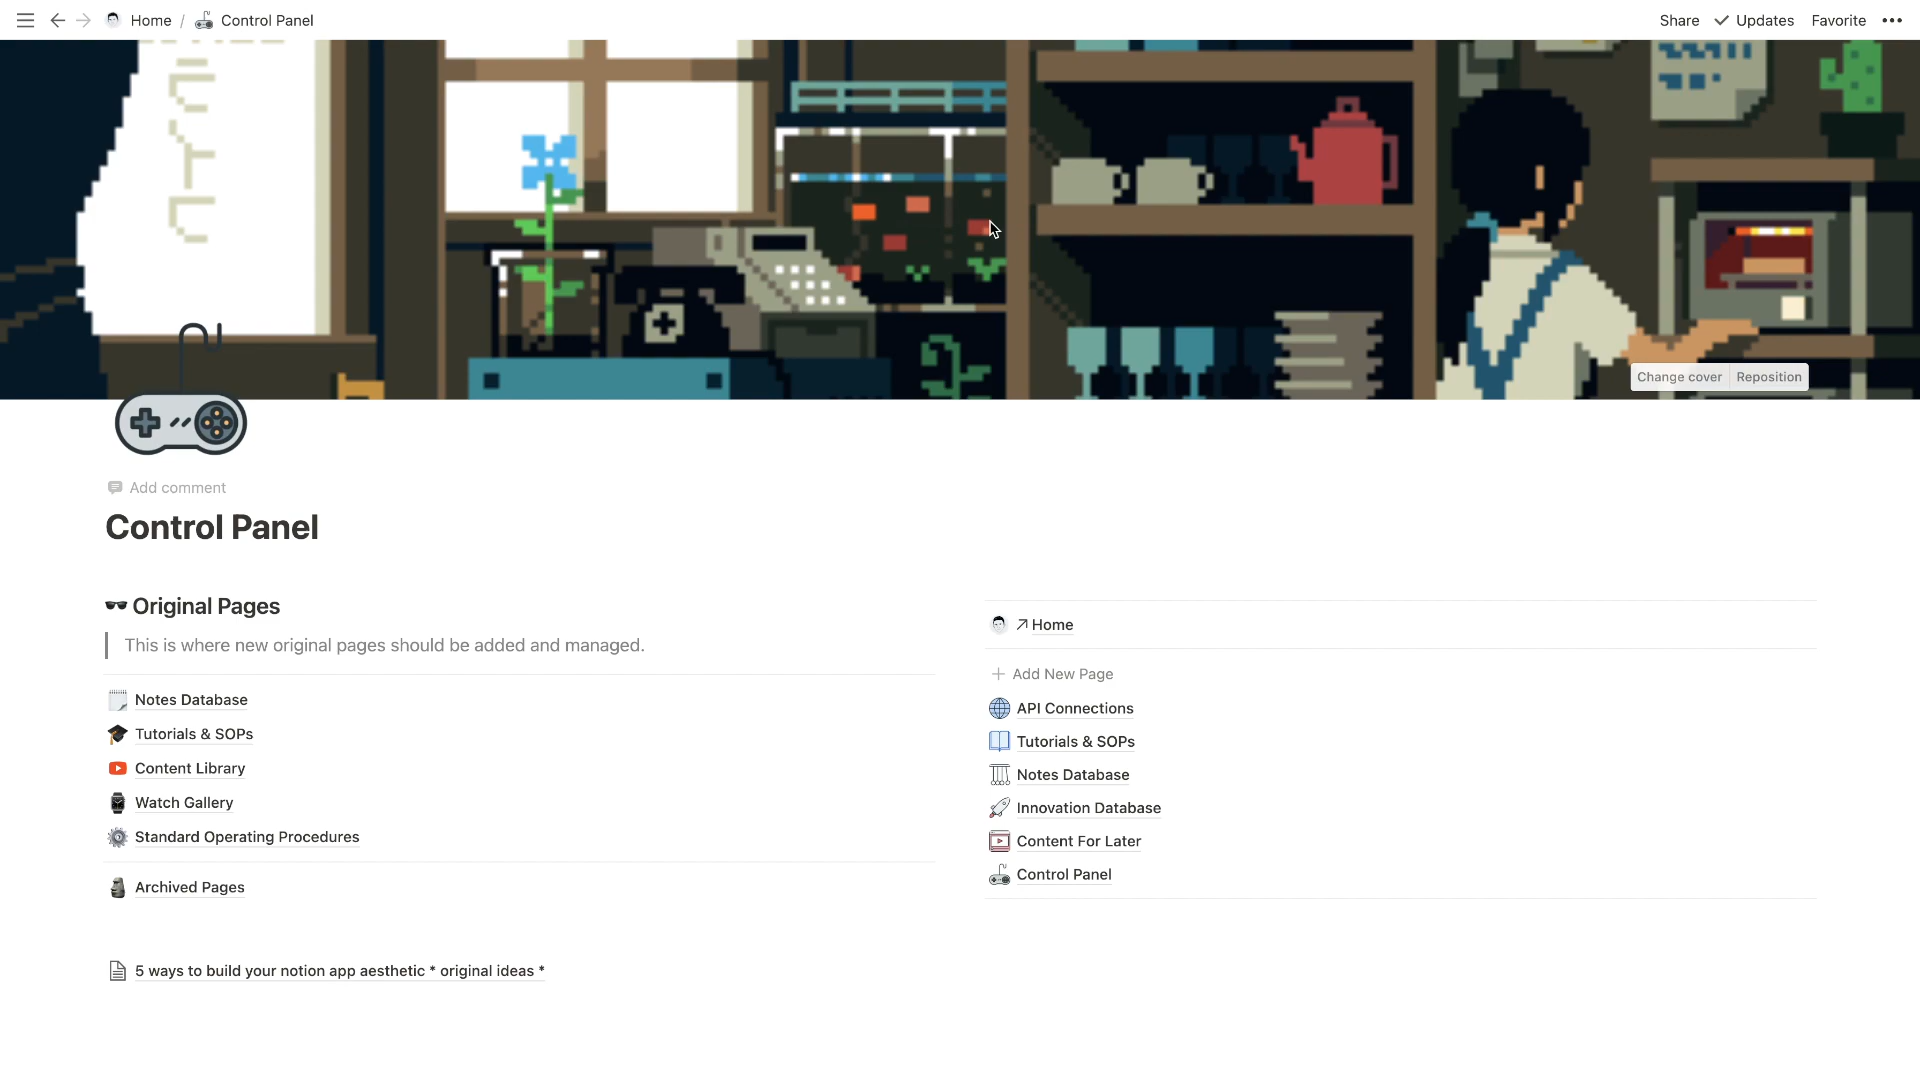 Home / Control Panel
Share Updates Favorite •••
Change cover Reposition
Add comment
Control Panel
Original Pages
This is where new original pages should be added and managed.
Notes Database
Tutorials & SOPs
Content Library
Watch Gallery
Standard Operating Procedures
Archived Pages
5 ways to build your notion app aesthetic * original ideas *
Home
Add New Page
API Connections
Tutorials & SOPs
Notes Database
Innovation Database
Content For Later
Control Panel